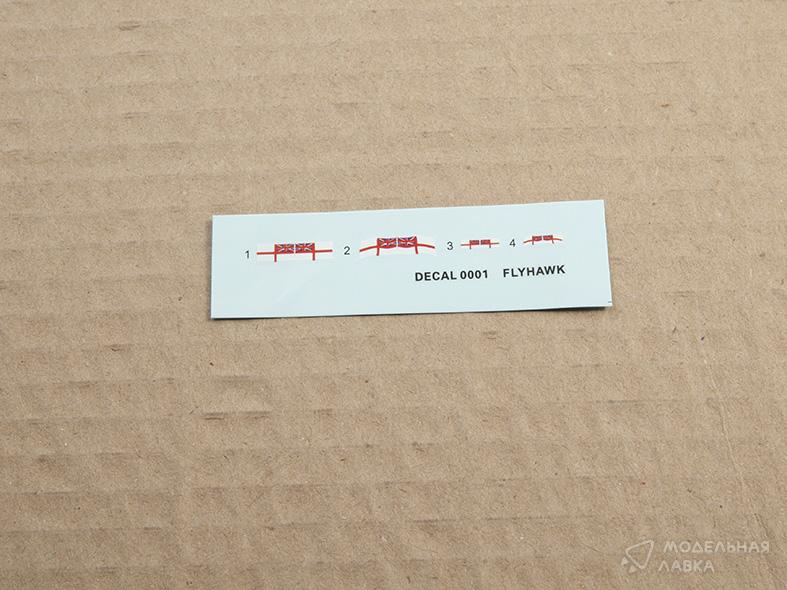 1 2 3 4
DECAL 0001 FLYHAWK
МОДЕЛЬНАЯ
ЛАВКА